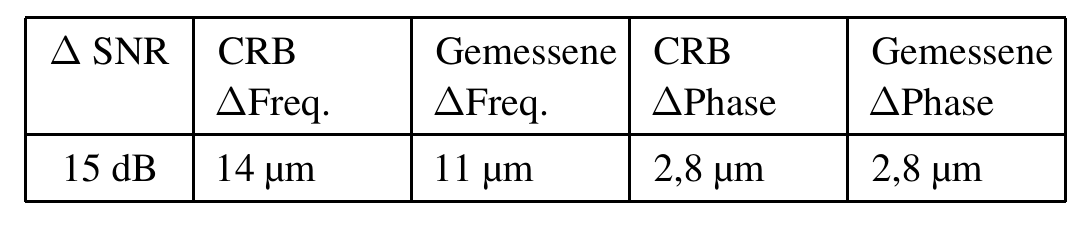 Δ SNR CRB Gemessene CRB Gemessene
ΔFreq. ΔFreq. ΔPhase ΔPhase
15 dB 14 μm 11 μm 2,8 μm 2,8 μm